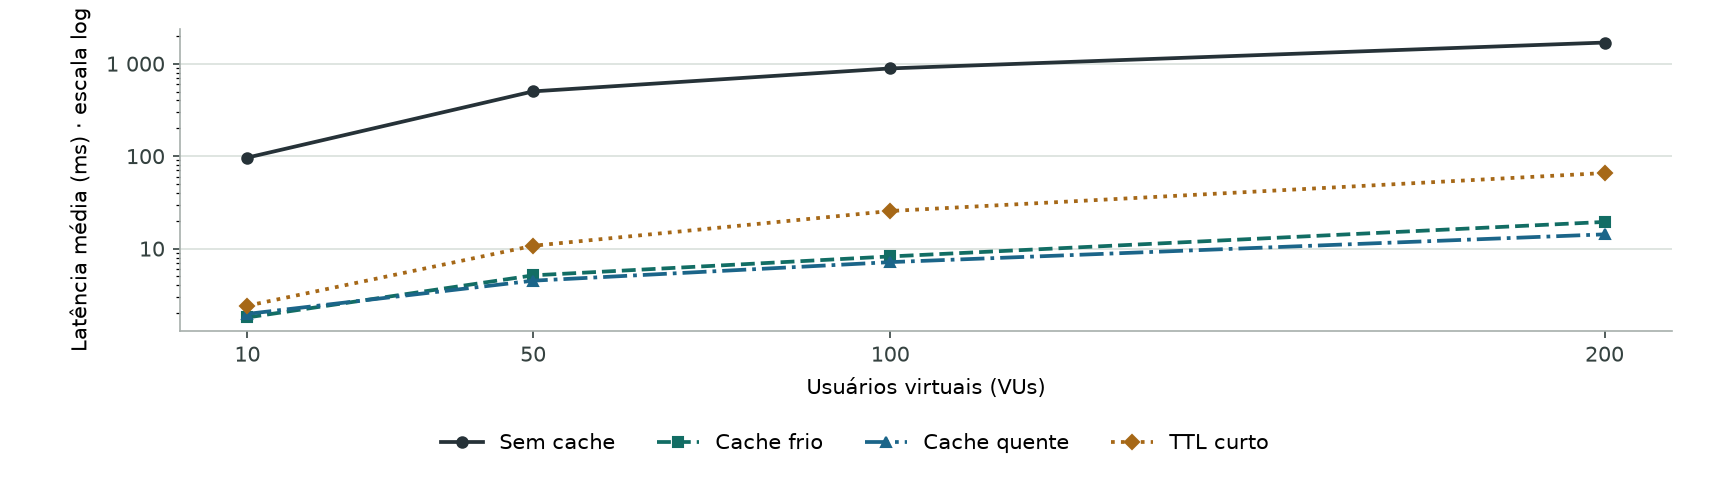 Latência média (ms) · escala log
1 000
100
10
10 50 100 200
Usuários virtuais (VUs)
Sem cache Cache frio Cache quente TTL curto